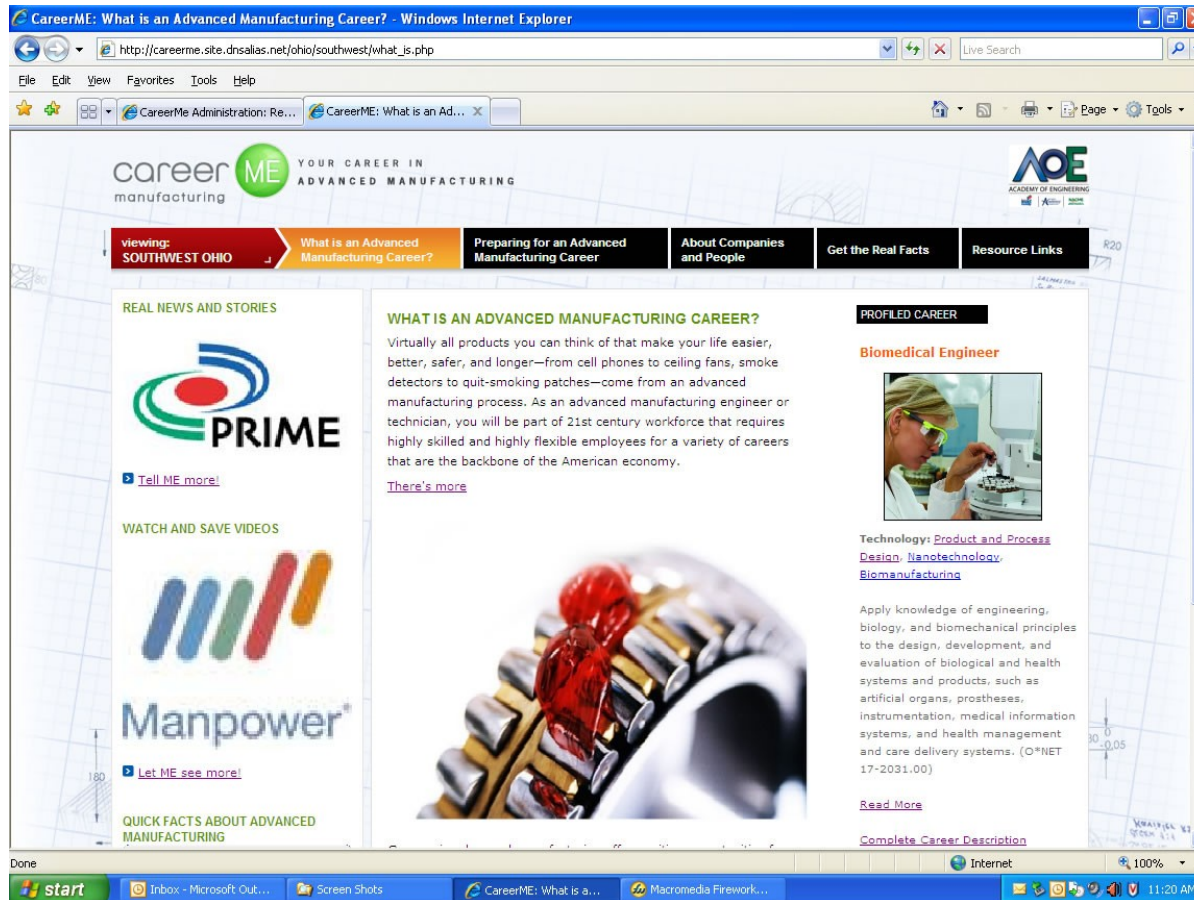 CareerME: What is an Advanced Manufacturing Career? - Windows Internet Explorer
http://careerme.site.dnsalias.net/ohio/southwest/what_is.php
Live Search
File Edit View Favorites Tools Help
CareerMe Administration: Re...
CareerME: What is an Ad...
Page
Tools
career ME
manufacturing
YOUR CAREER IN
ADVANCED MANUFACTURING
AOE
ACADEMY OF ENGINEERING
viewing:
SOUTHWEST OHIO
What is an Advanced
Manufacturing Career?
Preparing for an Advanced
Manufacturing Career
About Companies
and People
Get the Real Facts
Resource Links
R20
REAL NEWS AND STORIES
PRIME
Tell ME more!
WATCH AND SAVE VIDEOS
Manpower
Let ME see more!
QUICK FACTS ABOUT ADVANCED
MANUFACTURING
WHAT IS AN ADVANCED MANUFACTURING CAREER?
Virtually all products you can think of that make your life easier,
better, safer, and longer—from cell phones to ceiling fans, smoke
detectors to quit-smoking patches—come from an advanced
manufacturing process. As an advanced manufacturing engineer or
technician, you will be part of 21st century workforce that requires
highly skilled and highly flexible employees for a variety of careers
that are the backbone of the American economy.
There's more
PROFILED CAREER
Biomedical Engineer
Technology: Product and Process
Design, Nanotechnology,
Biomanufacturing
Apply knowledge of engineering,
biology, and biomechanical principles
to the design, development, and
evaluation of biological and health
systems and products, such as
artificial organs, prostheses,
instrumentation, medical information
systems, and health management
and care delivery systems. (O*NET
17-2031.00)
Read More
Complete Career Description
180
Done
Internet
100%
start
Inbox - Microsoft Out...
Screen Shots
CareerME: What is a...
Macromedia Firework...
11:20 AM